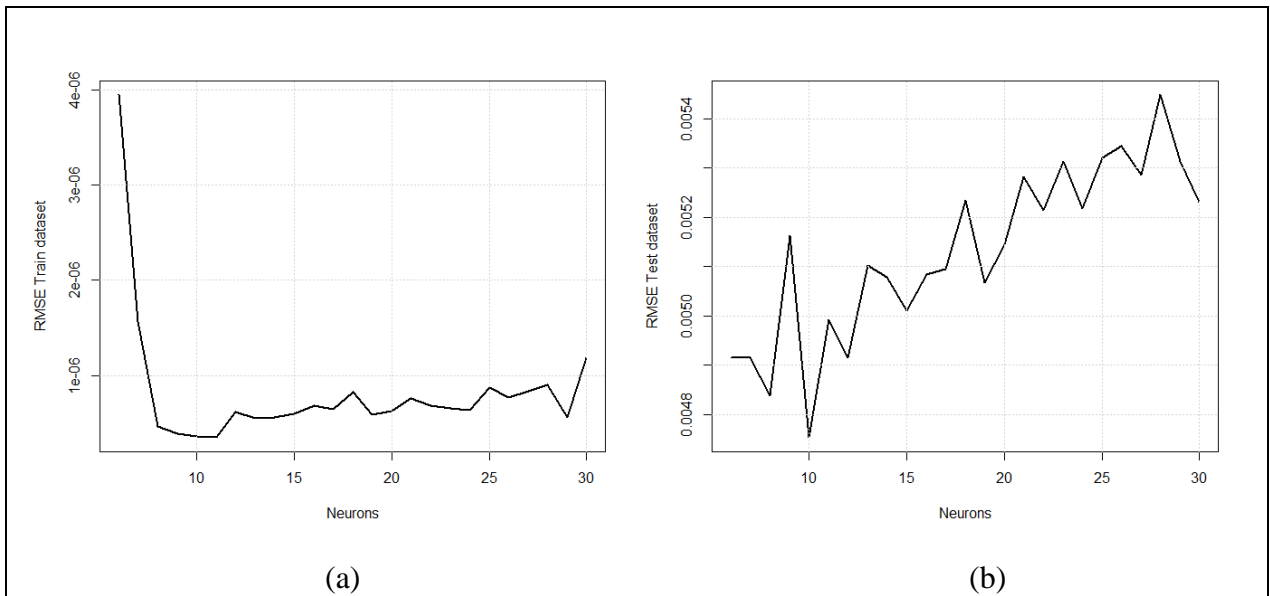 RMSE Train dataset
4e-06
3e-06
2e-06
1e-06
10 15 20 25 30
Neurons
(a)
RMSE Test dataset
0.0054
0.0052
0.0050
0.0048
10 15 20 25 30
Neurons
(b)